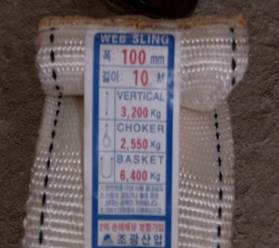 WEB SLING
폭: 100 mm
길이: 10 M
VERTICAL
3,200 Kg
CHOKER
2,550 Kg
BASKET
6,400 Kg
조광산업